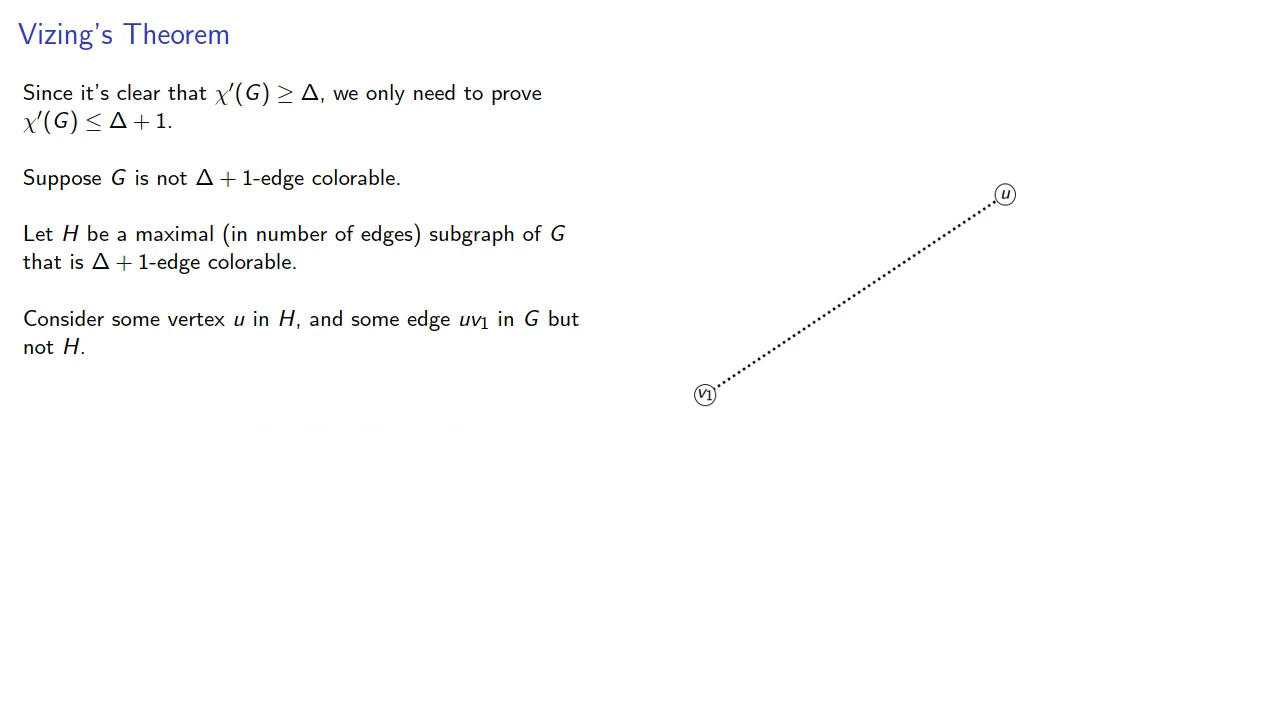 Vizing's Theorem
Since it's clear that χ′(G) ≥ Δ, we only need to prove
χ′(G) ≤ Δ + 1.
Suppose G is not Δ + 1-edge colorable.
Let H be a maximal (in number of edges) subgraph of G
that is Δ + 1-edge colorable.
Consider some vertex u in H, and some edge uv₁ in G but
not H.
u
v₁